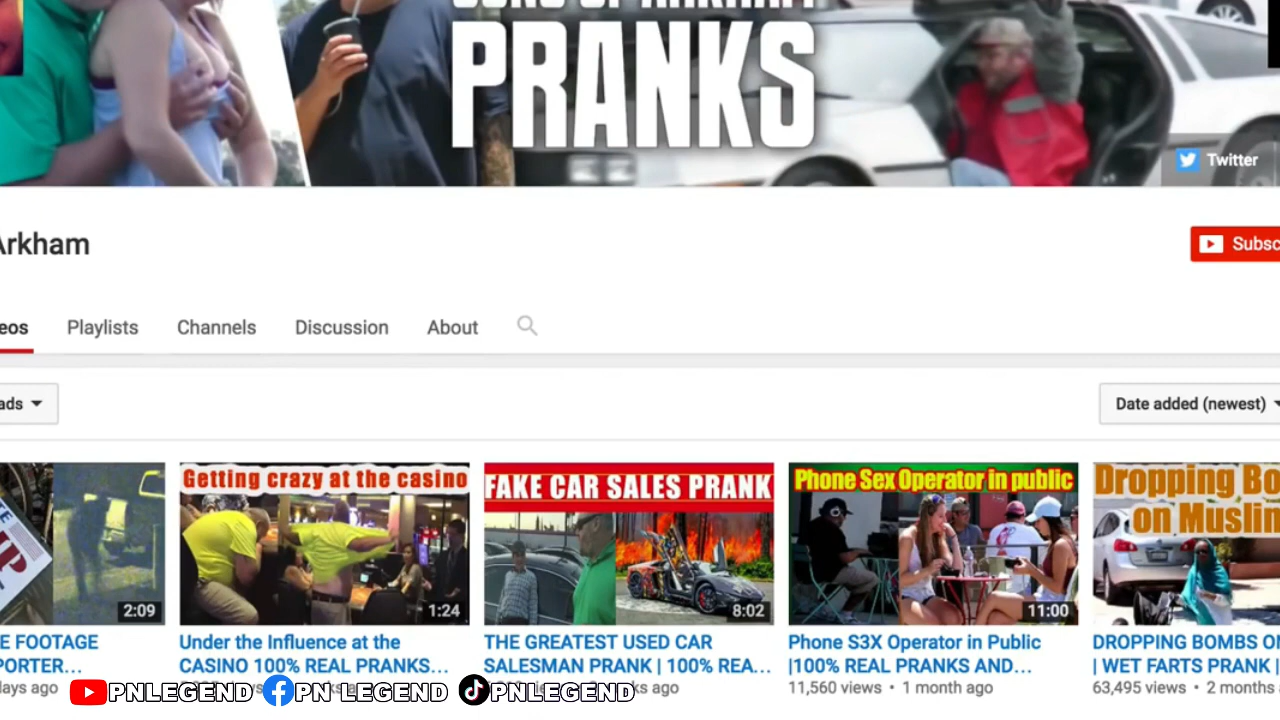 PRANKS
Twitter
Arkham
Subsc
eos
Playlists
Channels
Discussion
About
ads
Date added (newest)
Getting crazy at the casino
FAKE CAR SALES PRANK
Phone Sex Operator in public
Dropping Bo
on Muslim
2:09
1:24
8:02
11:00
E FOOTAGE
PORTER...
Under the Influence at the
CASINO 100% REAL PRANKS...
THE GREATEST USED CAR
SALESMAN PRANK | 100% REA...
Phone S3X Operator in Public
|100% REAL PRANKS AND...
DROPPING BOMBS ON
| WET FARTS PRANK |
days ago
11,560 views • 1 month ago
63,495 views • 2 months
PNLEGEND
PN LEGEND
PNLEGEND